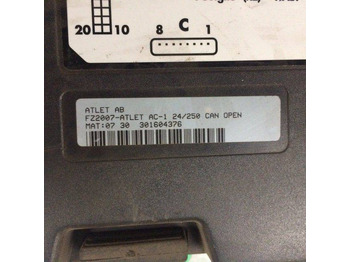 20 10
8 C 1
ATLET AB
FZ2007-ATLET AC-1 24/250 CAN OPEN
MAT:07 30 301604376